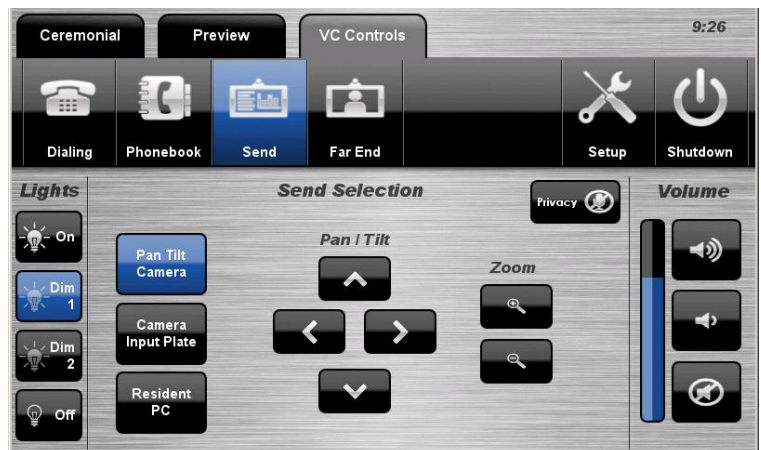 Ceremonial
Preview
VC Controls
9:26
Dialing
Phonebook
Send
Far End
Setup
Shutdown
Lights
Send Selection
Privacy
Volume
On
Dim
1
Dim
2
Off
Pan Tilt
Camera
Camera
Input Plate
Resident
PC
Pan / Tilt
Zoom